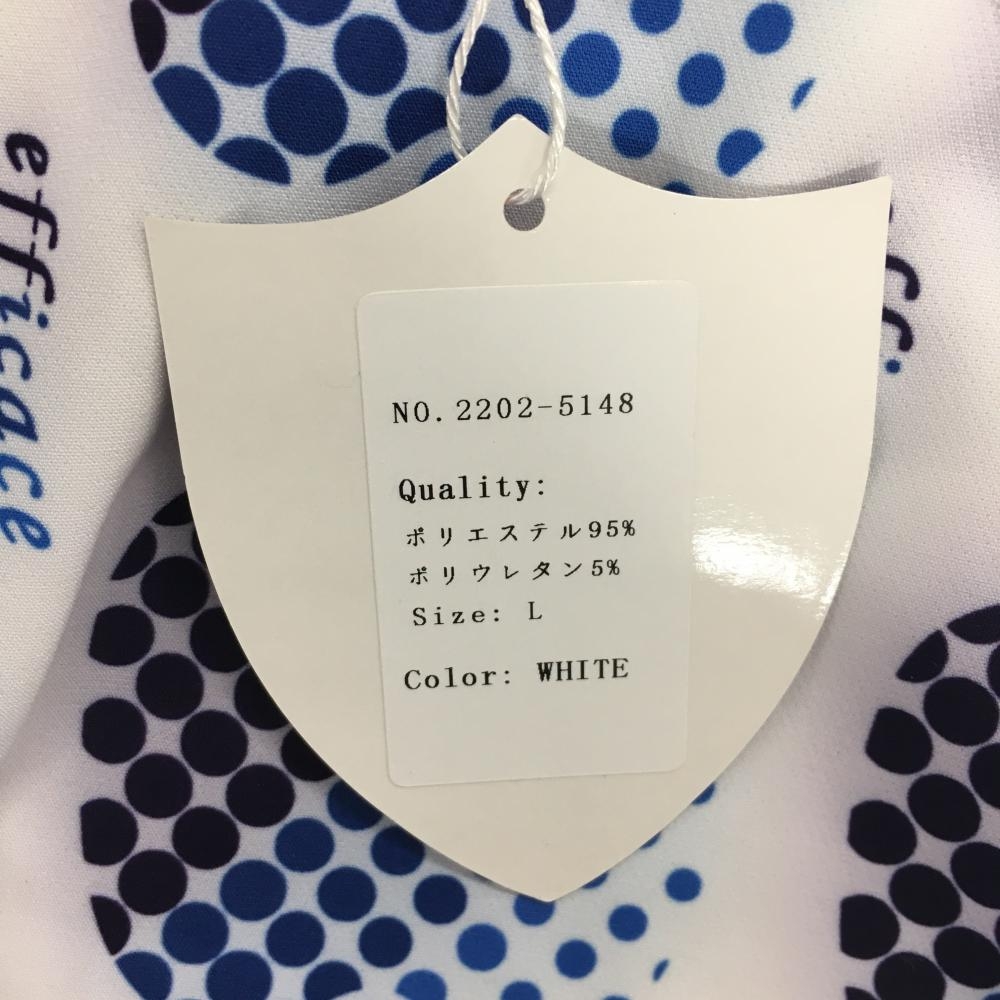 efficace
NO. 2202-5148
Quality:
ポリエステル95%
ポリウレタン5%
Size: L
Color: WHITE